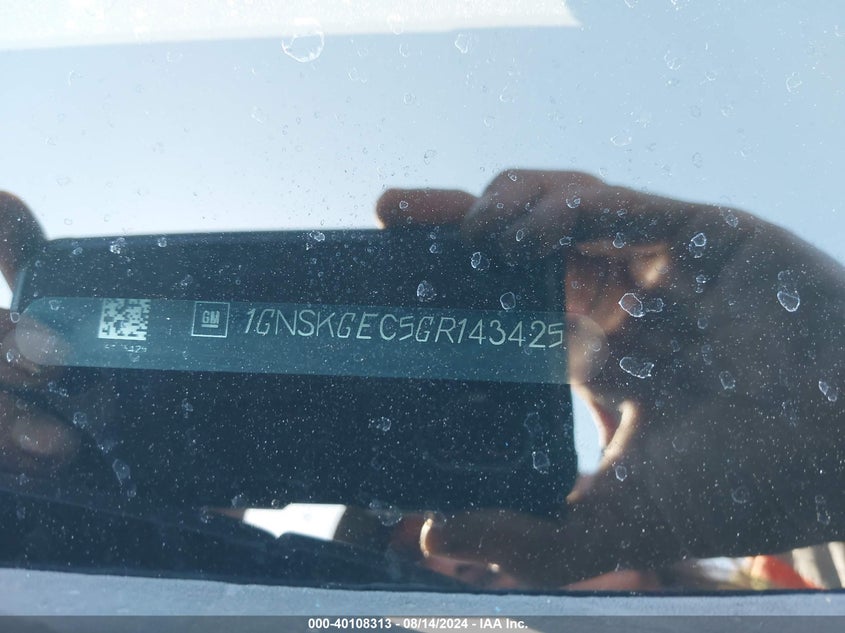 GM 1GNSKGEC5GR143425
000-40108313 - 08/14/2024 - IAA Inc.